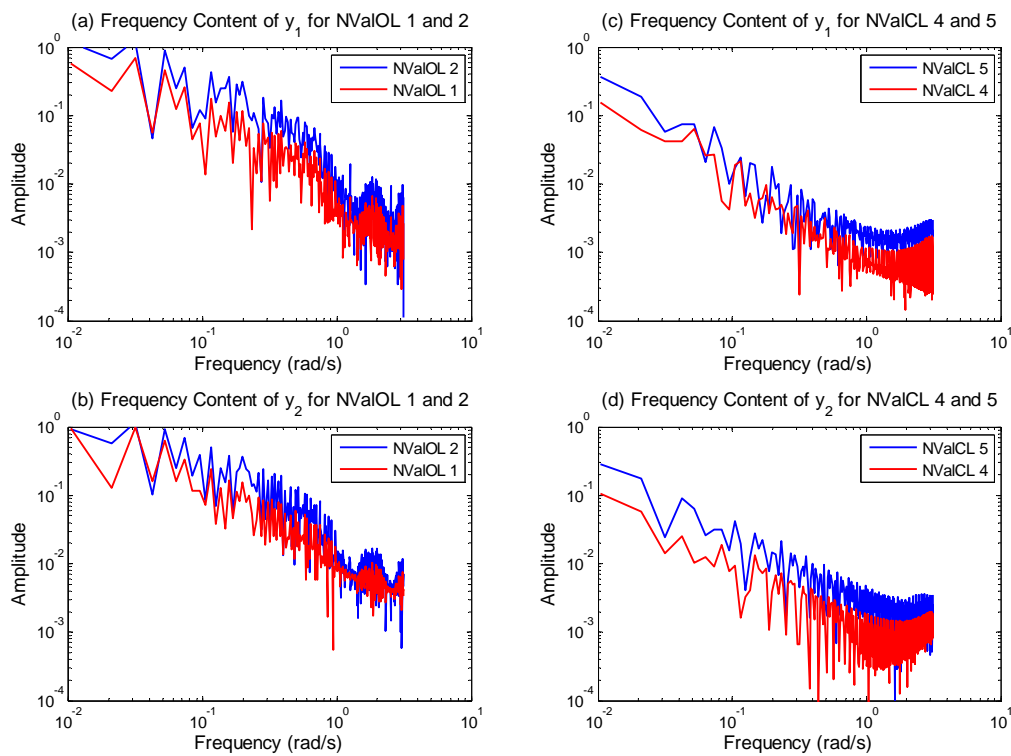 (a) Frequency Content of y1 for NValOL 1 and 2
10^0
10^-1
10^-2
10^-3
10^-4
Amplitude
NValOL 2
NValOL 1
10^-2
10^-1
10^0
10^1
Frequency (rad/s)
(c) Frequency Content of y1 for NValCL 4 and 5
10^0
10^-1
10^-2
10^-3
10^-4
Amplitude
NValCL 5
NValCL 4
10^-2
10^-1
10^0
10^1
Frequency (rad/s)
(b) Frequency Content of y2 for NValOL 1 and 2
10^0
10^-1
10^-2
10^-3
10^-4
Amplitude
NValOL 2
NValOL 1
10^-2
10^-1
10^0
10^1
Frequency (rad/s)
(d) Frequency Content of y2 for NValCL 4 and 5
10^0
10^-1
10^-2
10^-3
10^-4
Amplitude
NValCL 5
NValCL 4
10^-2
10^-1
10^0
10^1
Frequency (rad/s)